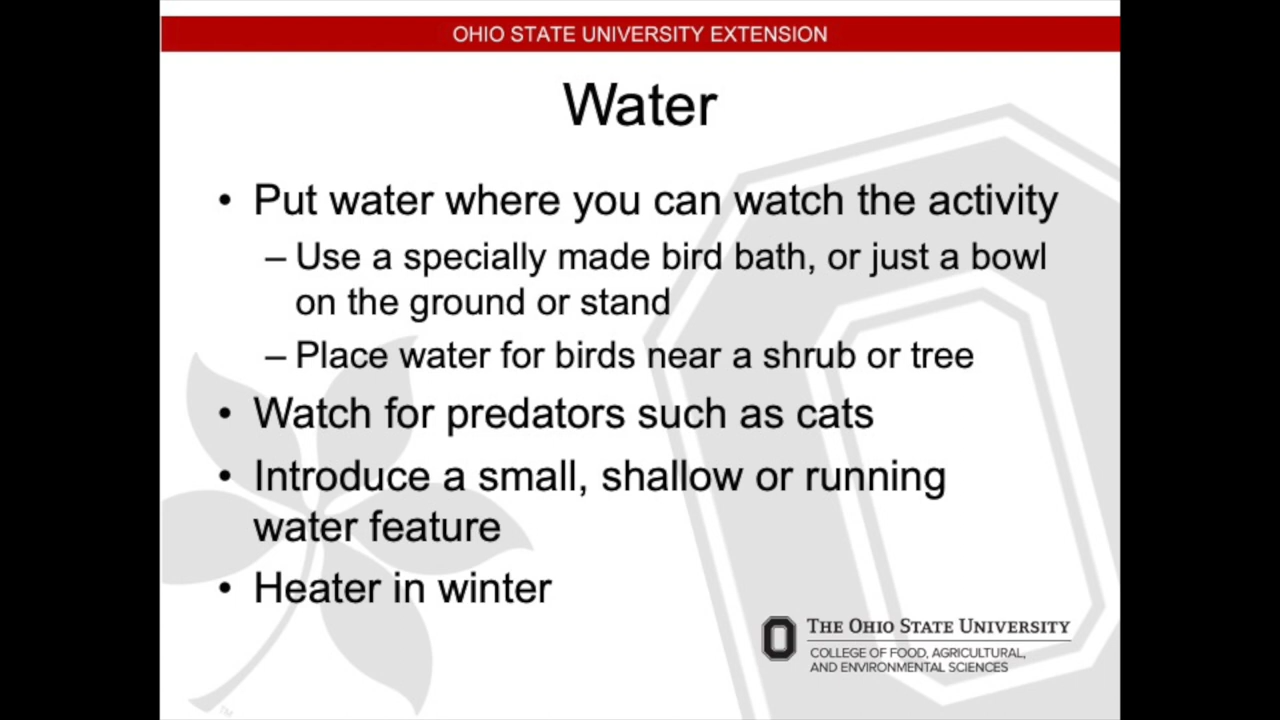 OHIO STATE UNIVERSITY EXTENSION
Water
• Put water where you can watch the activity
– Use a specially made bird bath, or just a bowl
on the ground or stand
– Place water for birds near a shrub or tree
• Watch for predators such as cats
• Introduce a small, shallow or running
water feature
• Heater in winter
THE OHIO STATE UNIVERSITY
COLLEGE OF FOOD, AGRICULTURAL,
AND ENVIRONMENTAL SCIENCES
TM